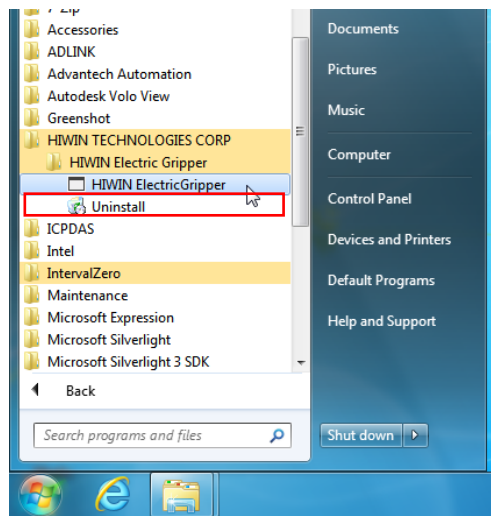 7-Zip
Accessories
ADLINK
Advantech Automation
Autodesk Volo View
Greenshot
HIWIN TECHNOLOGIES CORP
HIWIN Electric Gripper
HIWIN ElectricGripper
Uninstall
ICPDAS
Intel
IntervalZero
Maintenance
Microsoft Expression
Microsoft Silverlight
Microsoft Silverlight 3 SDK
Back
Search programs and files
Documents
Pictures
Music
Computer
Control Panel
Devices and Printers
Default Programs
Help and Support
Shut down